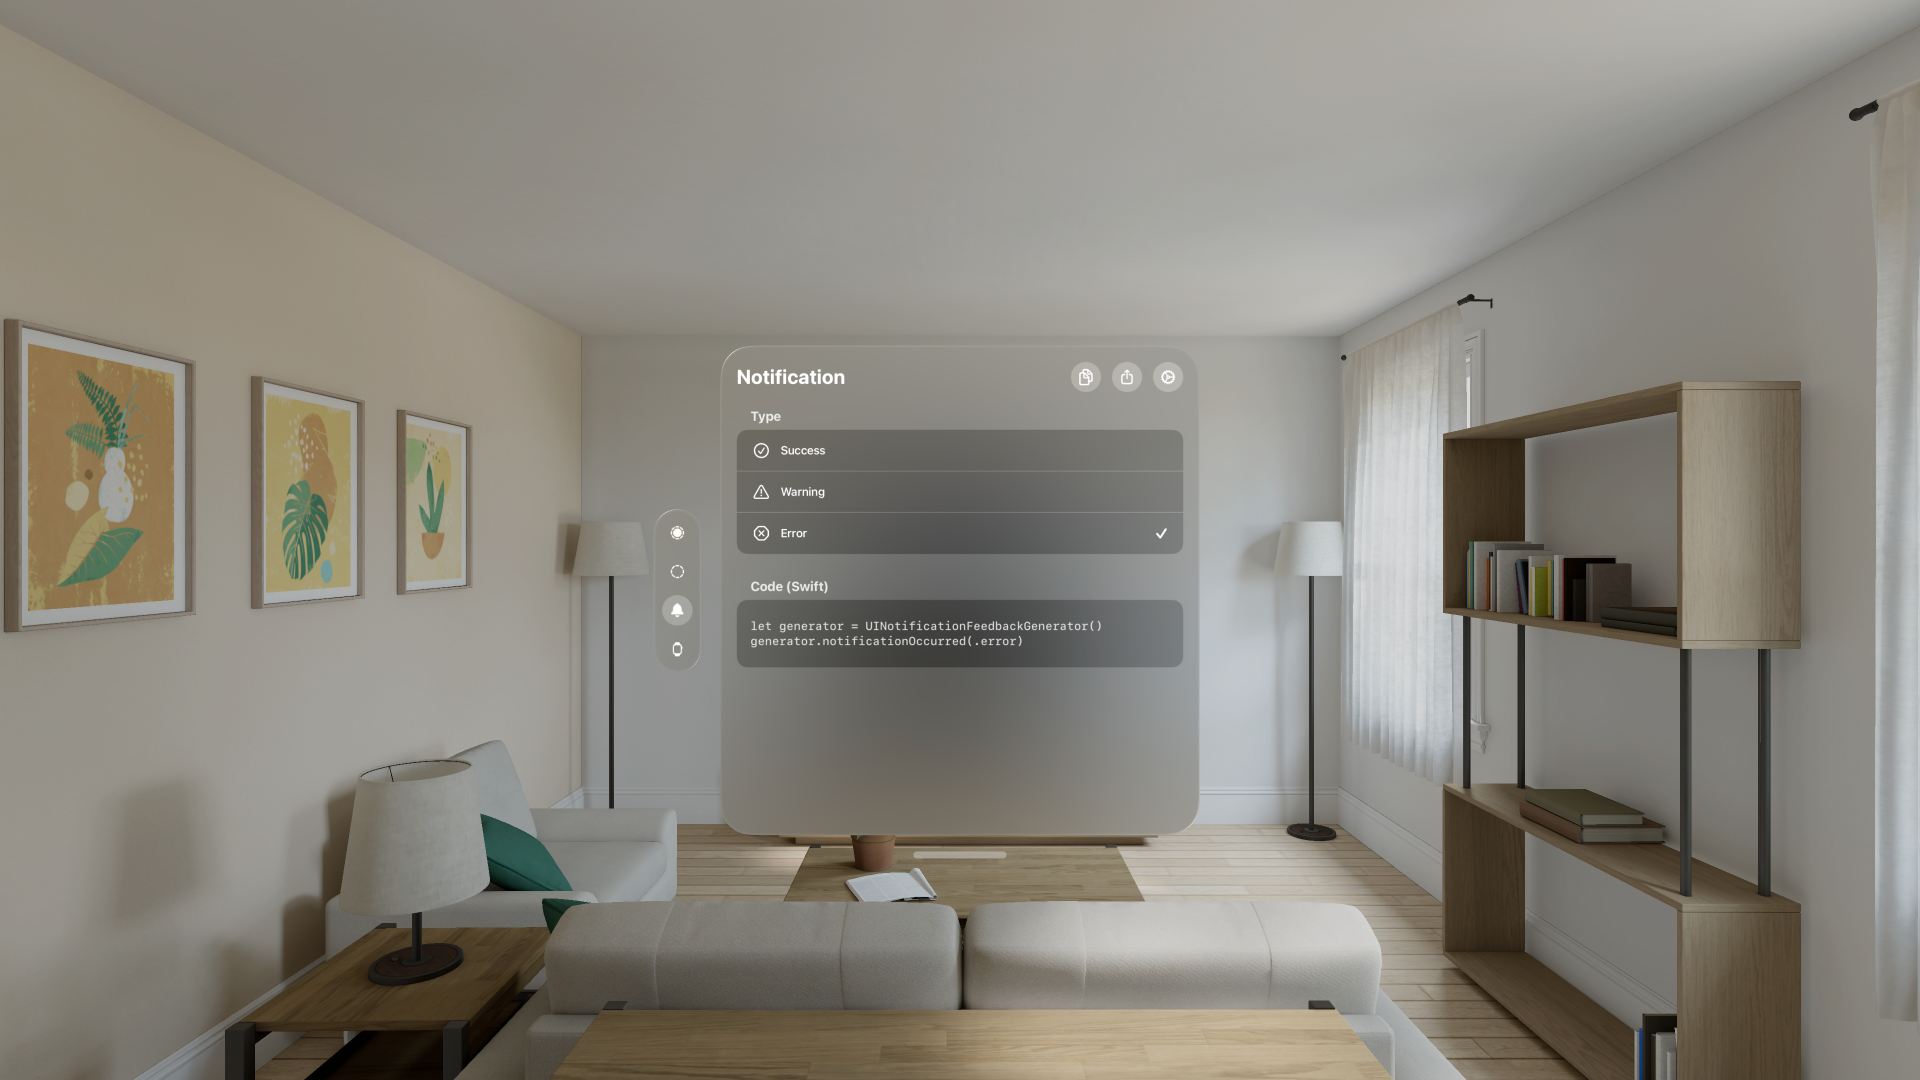 Notification
Type
Success
Warning
Error
Code (Swift)
let generator = UINotificationFeedbackGenerator()
generator.notificationOccurred(.error)